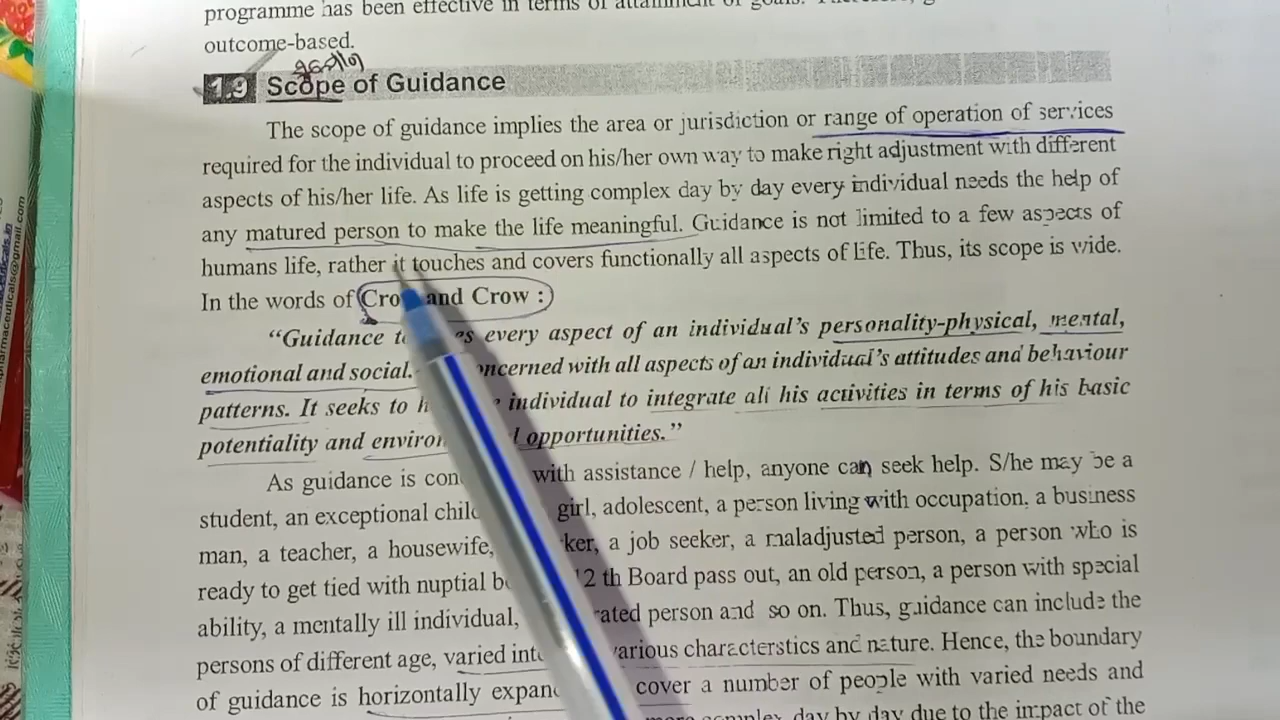 programme has been effective in terms of attainment of goals.
outcome-based.
1.9 Scope of Guidance
The scope of guidance implies the area or jurisdiction or range of operation of services
required for the individual to proceed on his/her own way to make right adjustment with different
aspects of his/her life. As life is getting complex day by day every individual needs the help of
any matured person to make the life meaningful. Guidance is not limited to a few aspects of
humans life, rather it touches and covers functionally all aspects of life. Thus, its scope is wide.
In the words of Crow and Crow :
“Guidance every aspect of an individual’s personality-physical, mental,
emotional and social. concerned with all aspects of an individual’s attitudes and behaviour
patterns. It seeks to individual to integrate all his activities in terms of his basic
potentiality and opportunities.”
As guidance is with assistance / help, anyone can seek help. S/he may be a
student, an exceptional girl, adolescent, a person living with occupation, a business
man, a teacher, a housewife, a job seeker, a maladjusted person, a person who is
ready to get tied with nuptial 12 th Board pass out, an old person, a person with special
ability, a mentally ill individual, person and so on. Thus, guidance can include the
persons of different age, varied various characterstics and nature. Hence, the boundary
of guidance is horizontally cover a number of people with varied needs and
more complex day by day due to the impact of the